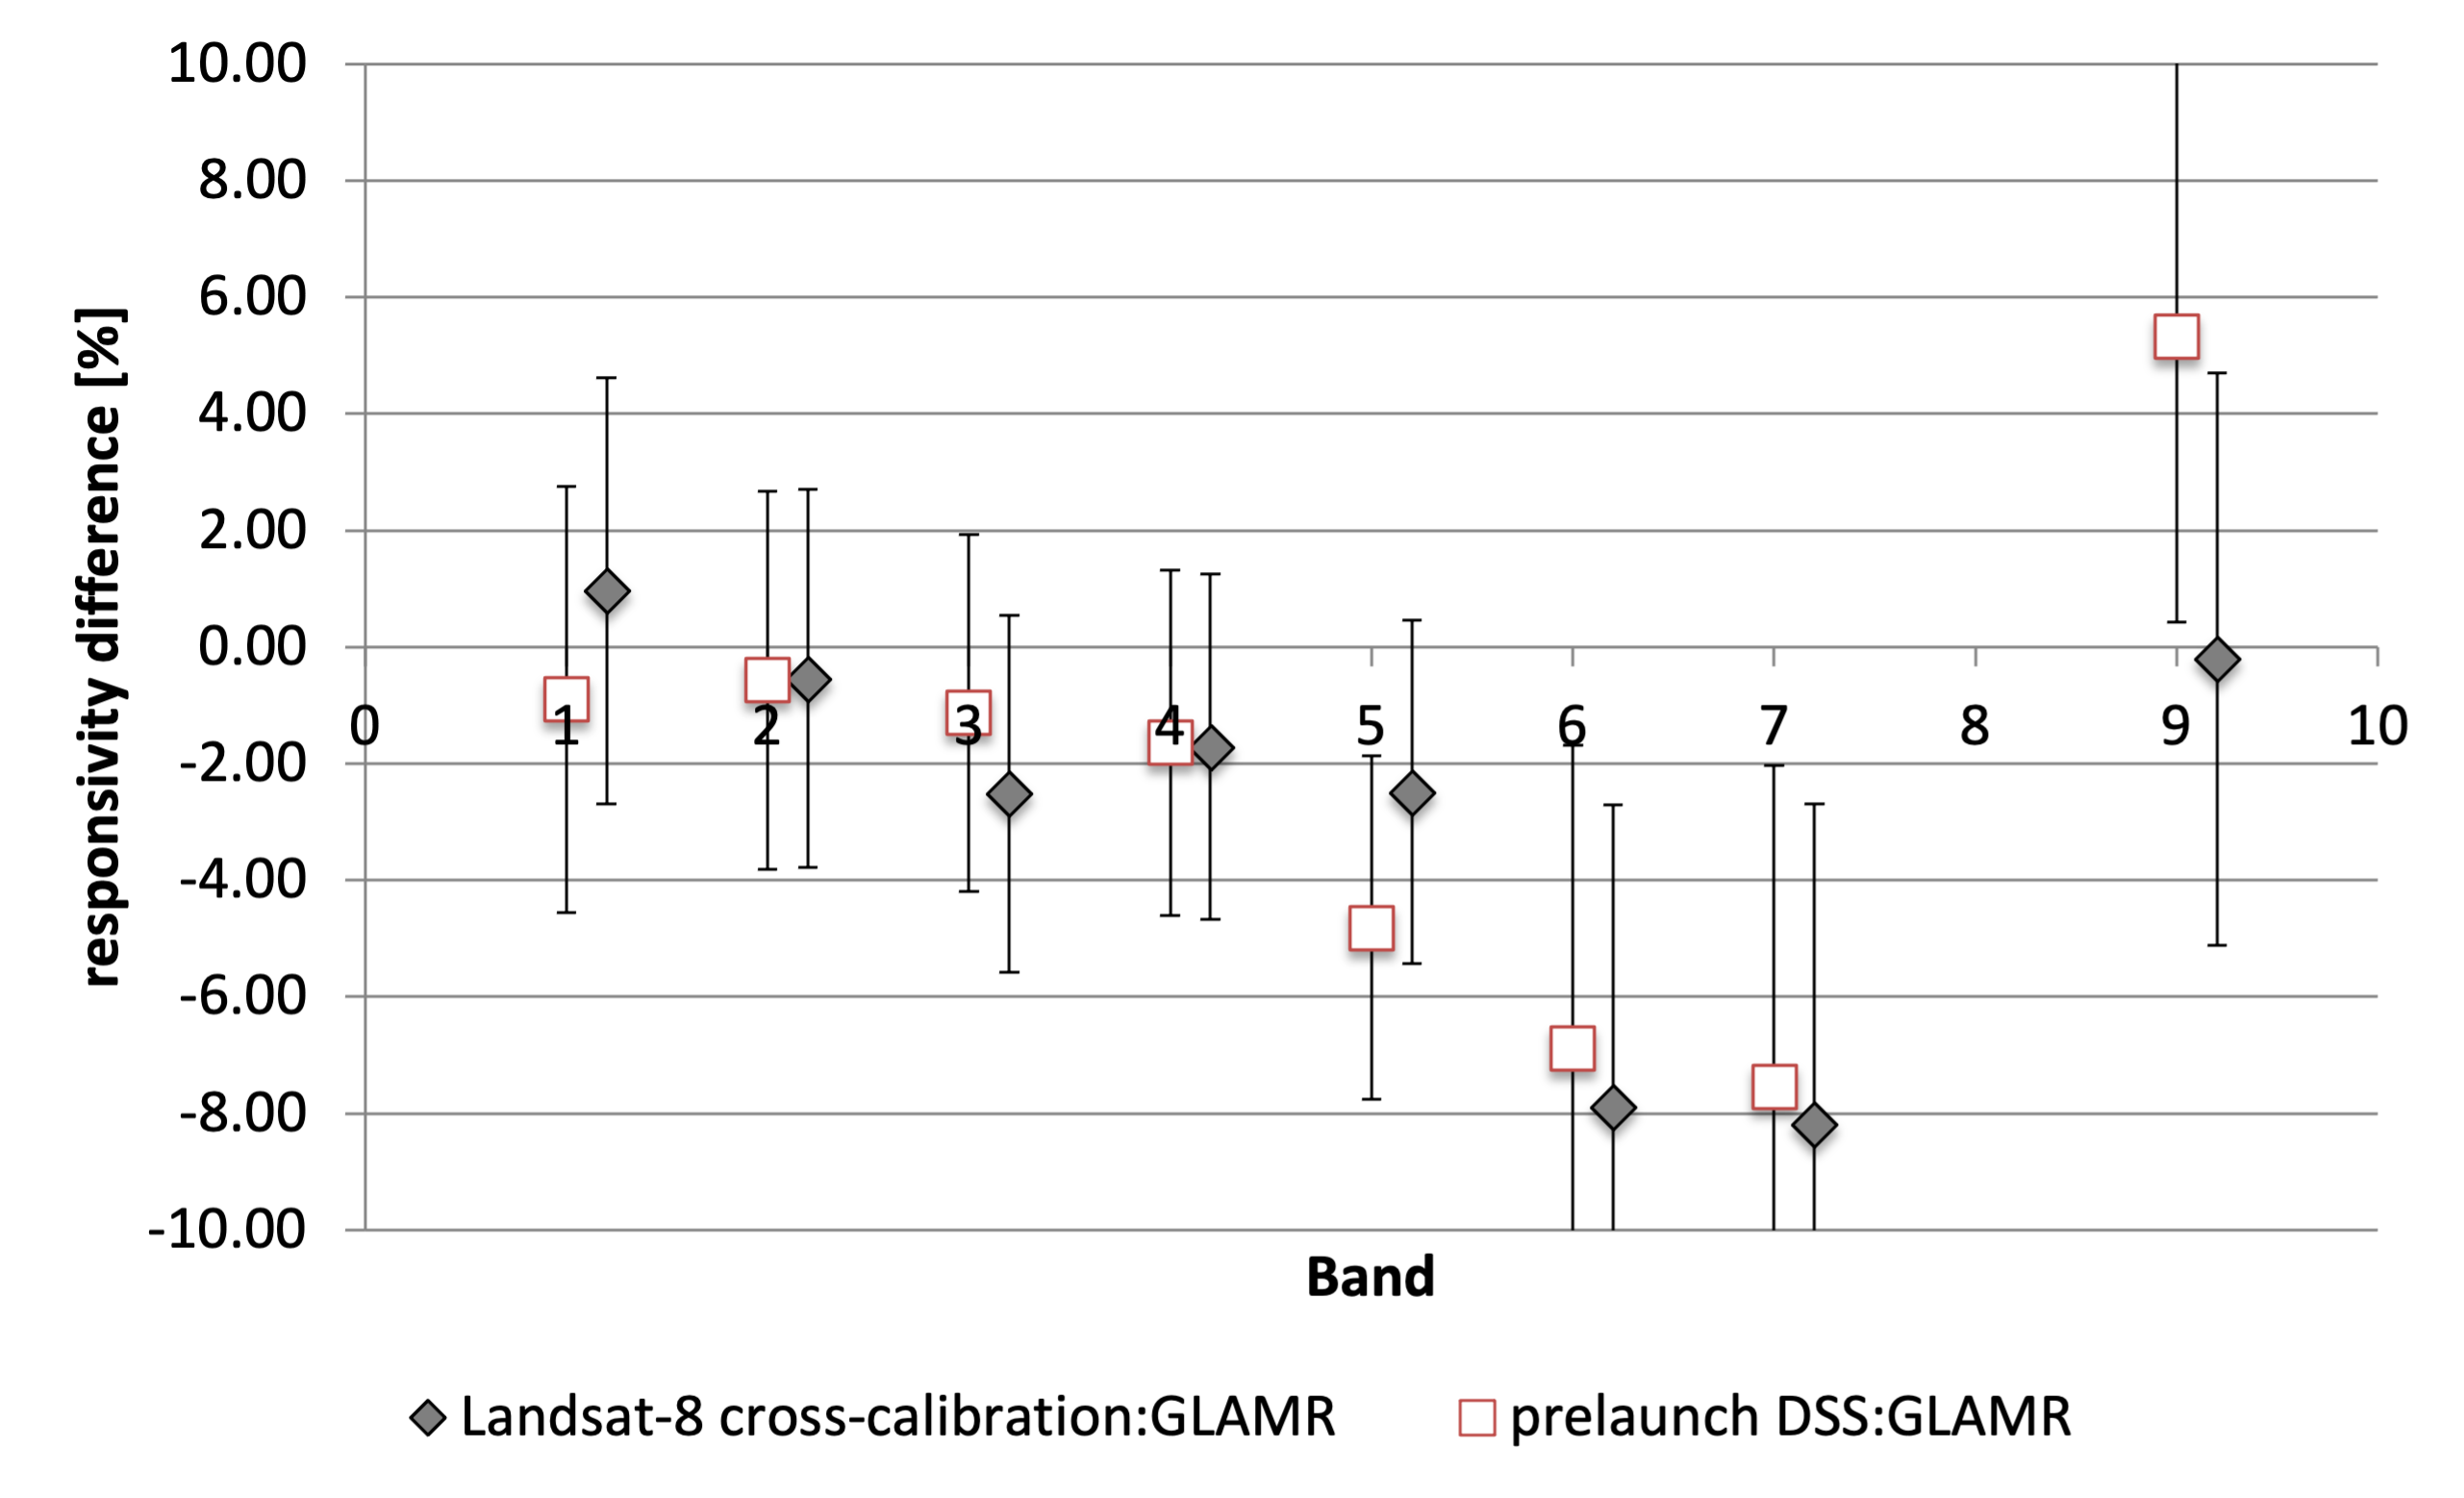 10.00
8.00
6.00
4.00
2.00
0.00
-2.00
-4.00
-6.00
-8.00
-10.00
responsivity difference [%]
0 1 2 3 4 5 6 7 8 9 10
Band
Landsat-8 cross-calibration:GLAMR prelaunch DSS:GLAMR